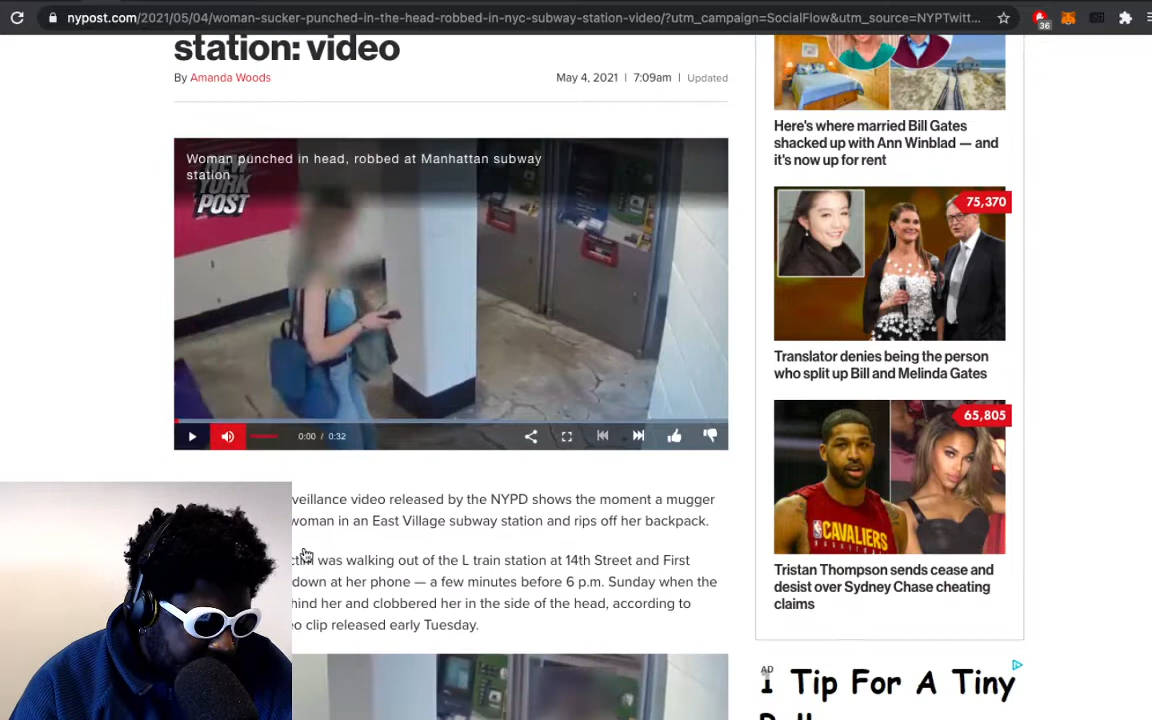 nypost.com/2021/05/04/woman-sucker-punched-in-the-head-robbed-in-nyc-subway-station-video/?utm_campaign=SocialFlow&utm_source=NYPTwitt...
36
station: video
By Amanda Woods
May 4, 2021 | 7:09am | Updated
Woman punched in head, robbed at Manhattan subway
station
NEW
YORK
POST
0:00 / 0:32
veillance video released by the NYPD shows the moment a mugger
woman in an East Village subway station and rips off her backpack.
was walking out of the L train station at 14th Street and First
down at her phone — a few minutes before 6 p.m. Sunday when the
hind her and clobbered her in the side of the head, according to
eo clip released early Tuesday.
Here's where married Bill Gates
shacked up with Ann Winblad — and
it's now up for rent
75,370
Translator denies being the person
who split up Bill and Melinda Gates
65,805
CAVALIERS
Tristan Thompson sends cease and
desist over Sydney Chase cheating
claims
AD
1 Tip For A Tiny